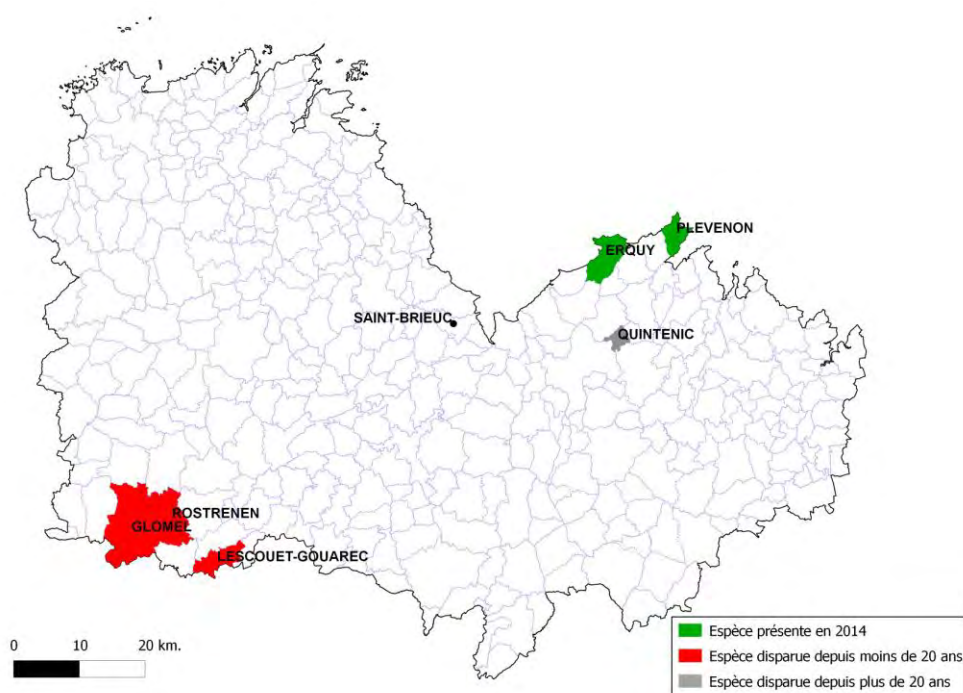 PLEVENON
ERQUY
SAINT-BRIEUC
QUINTENIC
ROSTRENEN
GLOMEL
LESCOUET-GOUAREC
0 10 20 km.
Espèce présente en 2014
Espèce disparue depuis moins de 20 ans
Espèce disparue depuis plus de 20 ans